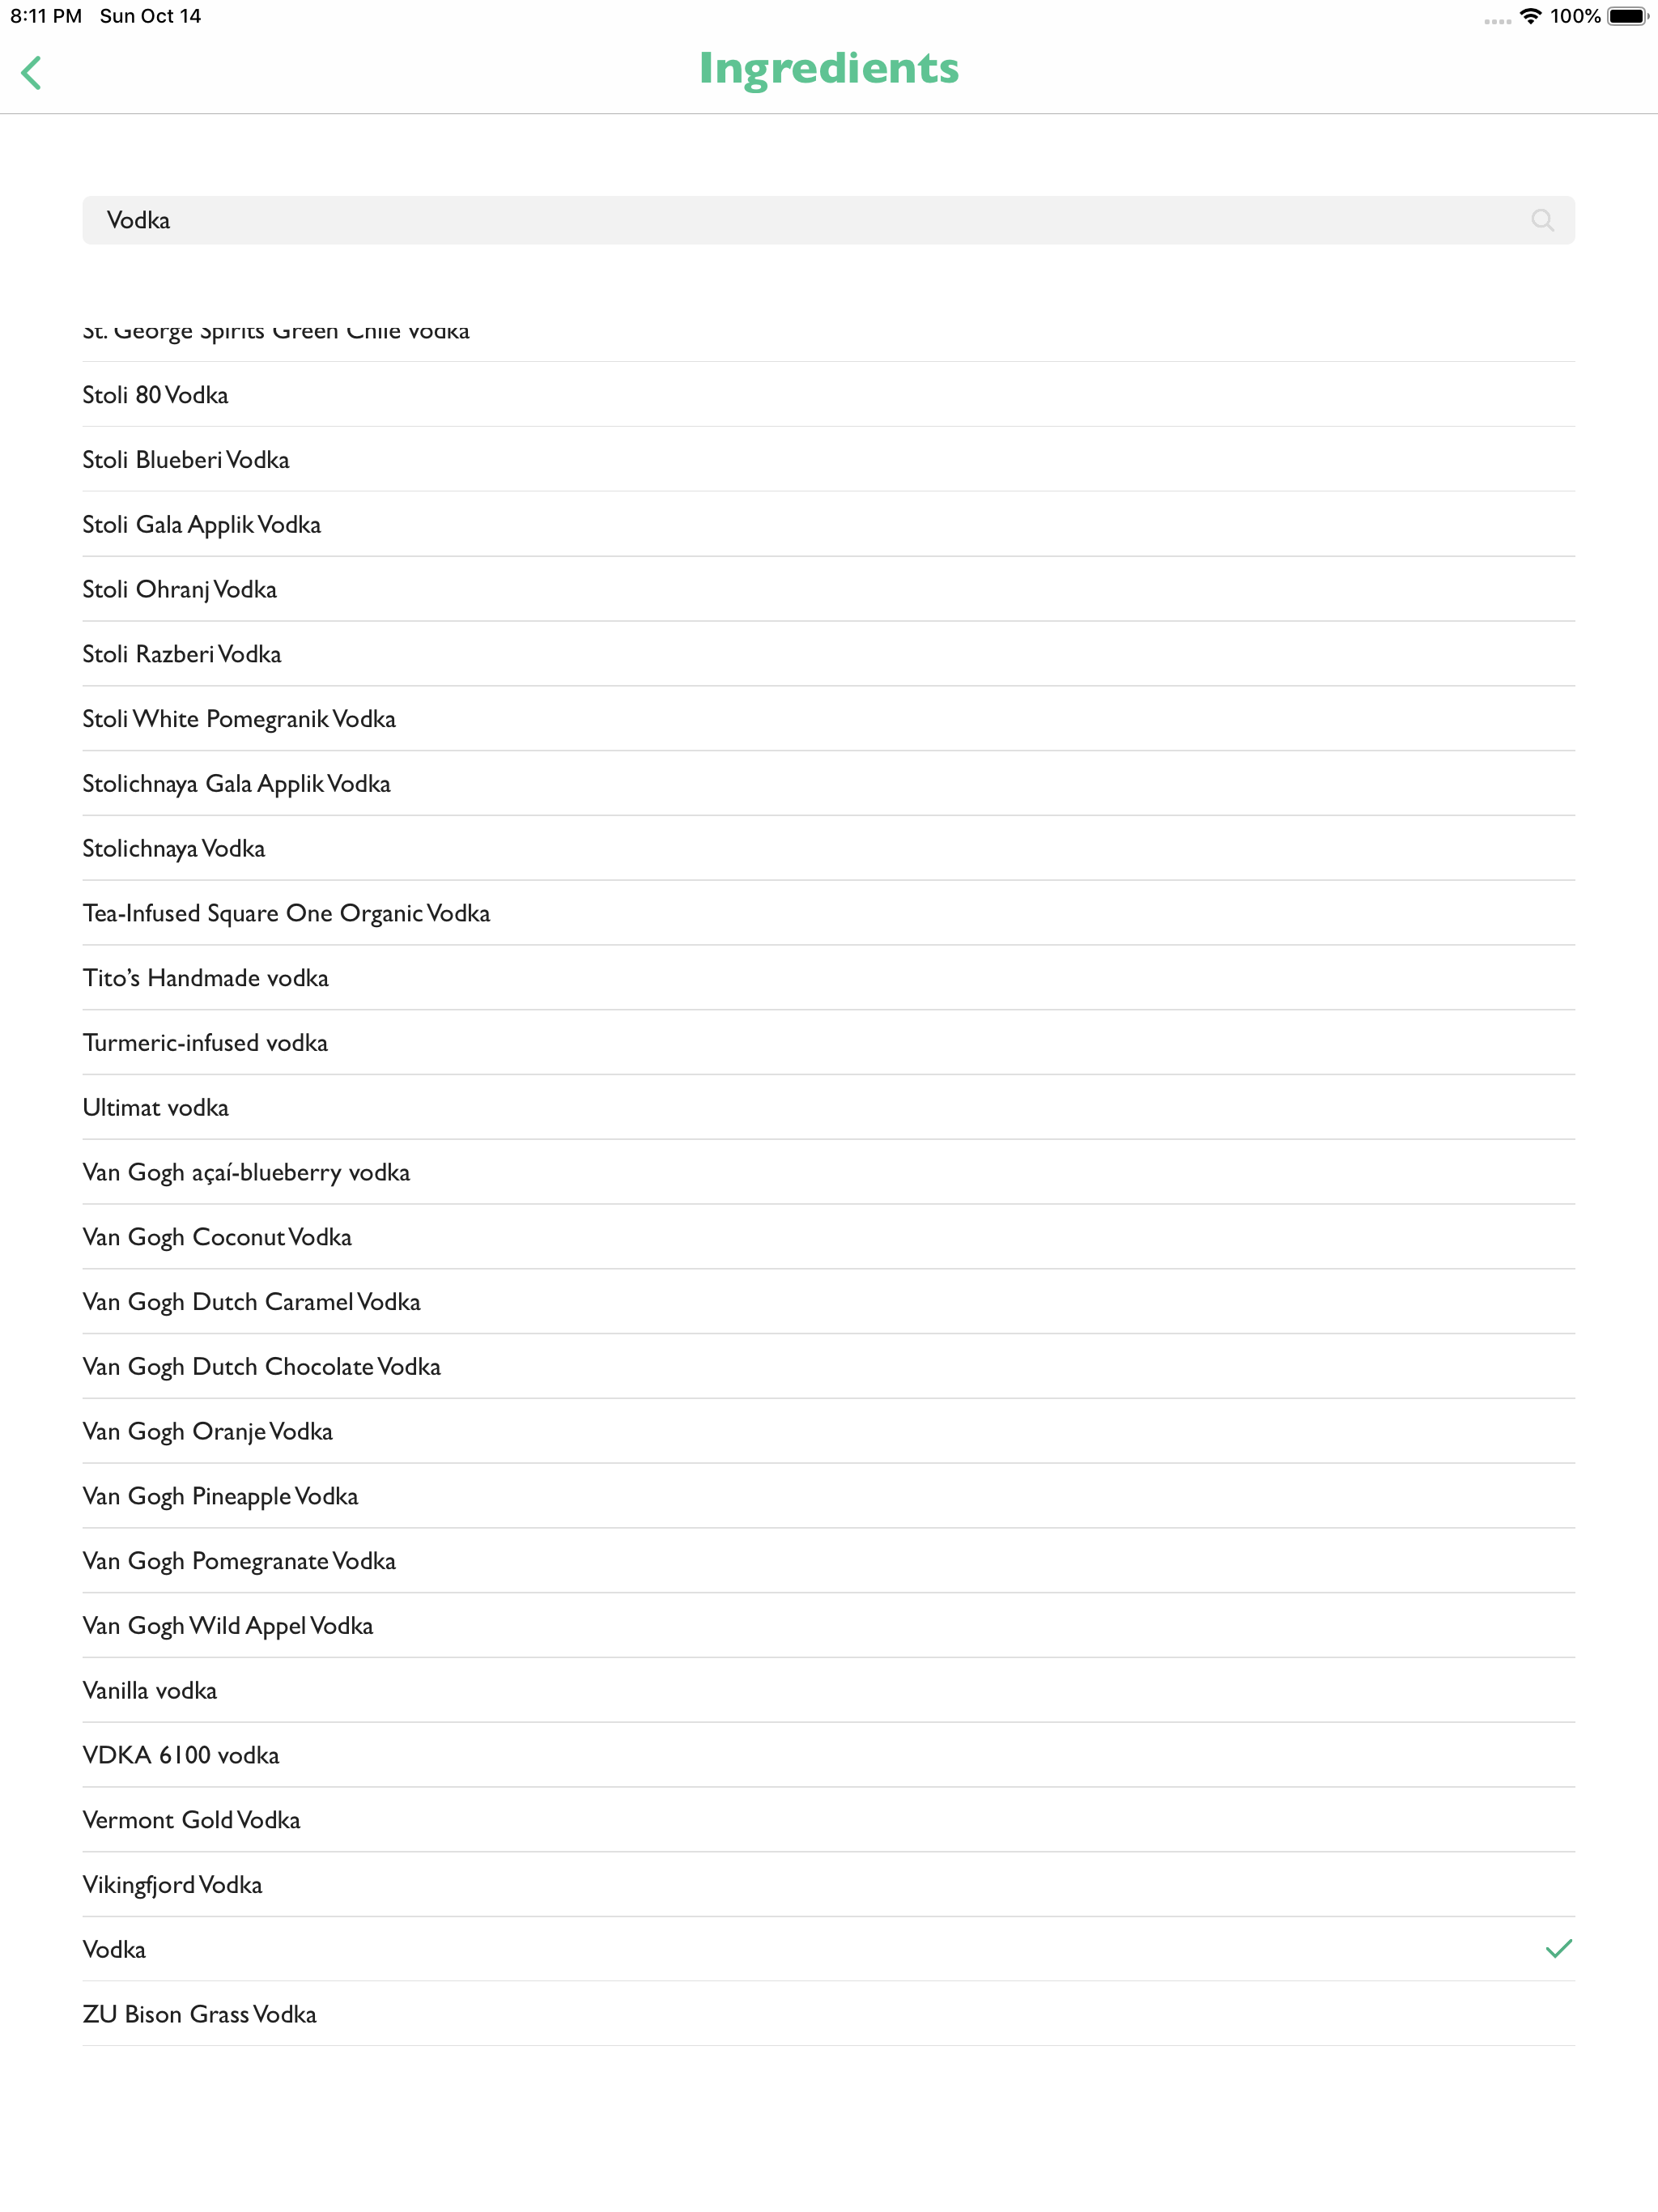 8:11 PM Sun Oct 14 100%
Ingredients
Vodka
St. George Spirits Green Chile Vodka
Stoli 80 Vodka
Stoli Blueberi Vodka
Stoli Gala Applik Vodka
Stoli Ohranj Vodka
Stoli Razberi Vodka
Stoli White Pomegranik Vodka
Stolichnaya Gala Applik Vodka
Stolichnaya Vodka
Tea-Infused Square One Organic Vodka
Tito’s Handmade vodka
Turmeric-infused vodka
Ultimat vodka
Van Gogh açaí-blueberry vodka
Van Gogh Coconut Vodka
Van Gogh Dutch Caramel Vodka
Van Gogh Dutch Chocolate Vodka
Van Gogh Oranje Vodka
Van Gogh Pineapple Vodka
Van Gogh Pomegranate Vodka
Van Gogh Wild Appel Vodka
Vanilla vodka
VDKA 6100 vodka
Vermont Gold Vodka
Vikingfjord Vodka
Vodka
ZU Bison Grass Vodka